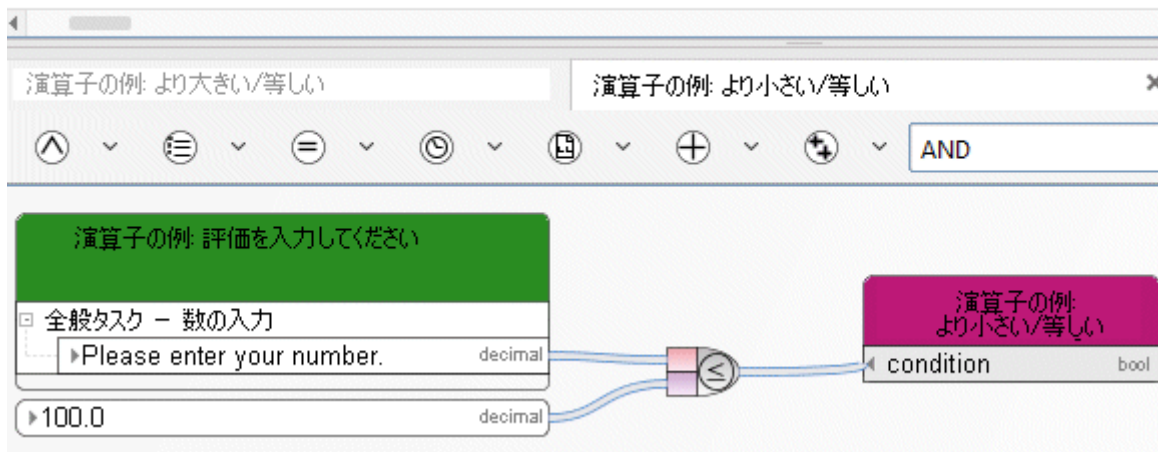 演算子の例: より大きい/等しい
演算子の例: より小さい/等しい
AND
演算子の例: 評価を入力してください
全般タスク － 数の入力
Please enter your number.
decimal
100.0
decimal
≤
演算子の例:
より小さい/等しい
condition
bool